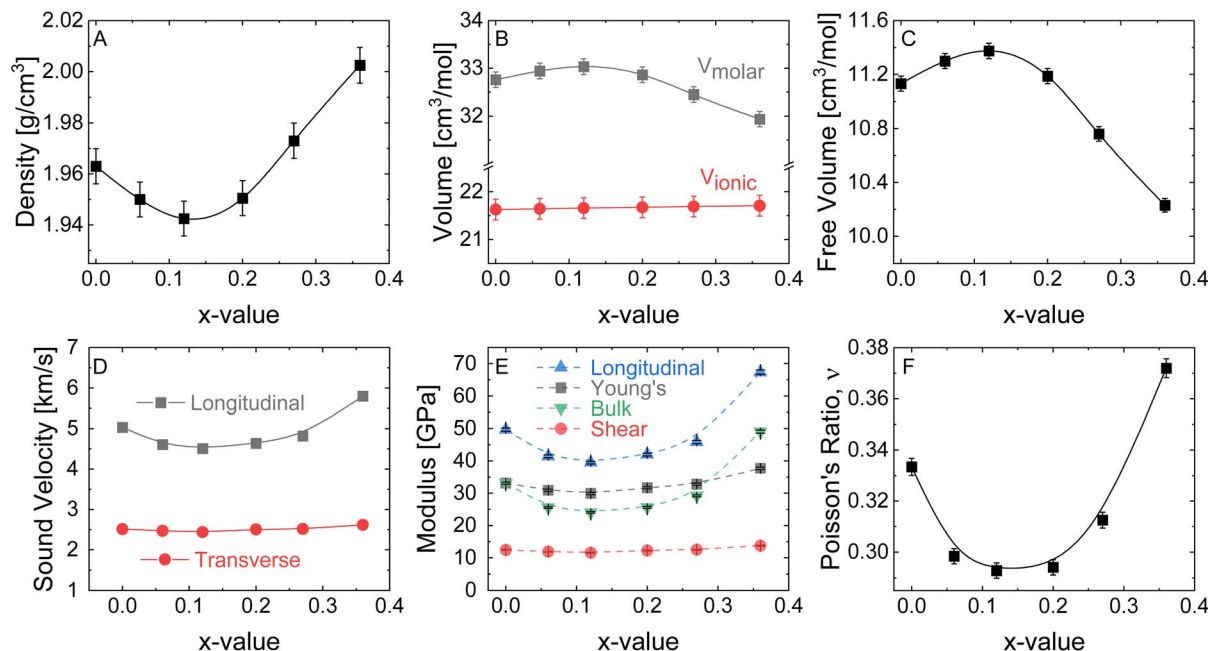 A
Density [g/cm³]
2.02
2.00
1.98
1.96
1.94
0.0 0.1 0.2 0.3 0.4
x-value
B
Volume [cm³/mol]
34
33
32
22
21
V_molar
V_ionic
0.0 0.1 0.2 0.3 0.4
x-value
C
Free Volume [cm³/mol]
11.6
11.2
10.8
10.4
10.0
0.0 0.1 0.2 0.3 0.4
x-value
D
Sound Velocity [km/s]
7
6
5
4
3
2
1
Longitudinal
Transverse
0.0 0.1 0.2 0.3 0.4
x-value
E
Modulus [GPa]
70
60
50
40
30
20
10
0
Longitudinal
Young's
Bulk
Shear
0.0 0.1 0.2 0.3 0.4
x-value
F
Poisson's Ratio, ν
0.38
0.36
0.34
0.32
0.30
0.0 0.1 0.2 0.3 0.4
x-value